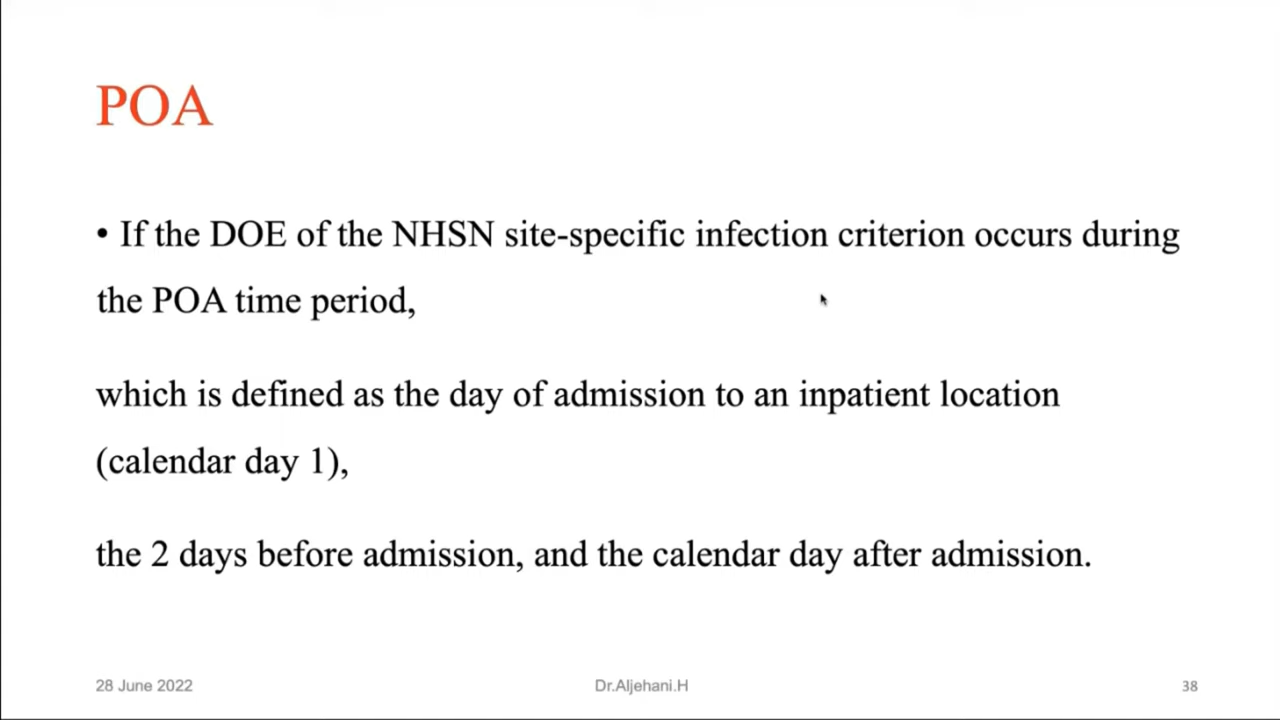 POA
• If the DOE of the NHSN site-specific infection criterion occurs during
the POA time period,
which is defined as the day of admission to an inpatient location
(calendar day 1),
the 2 days before admission, and the calendar day after admission.
28 June 2022
Dr.Aljehani.H
38